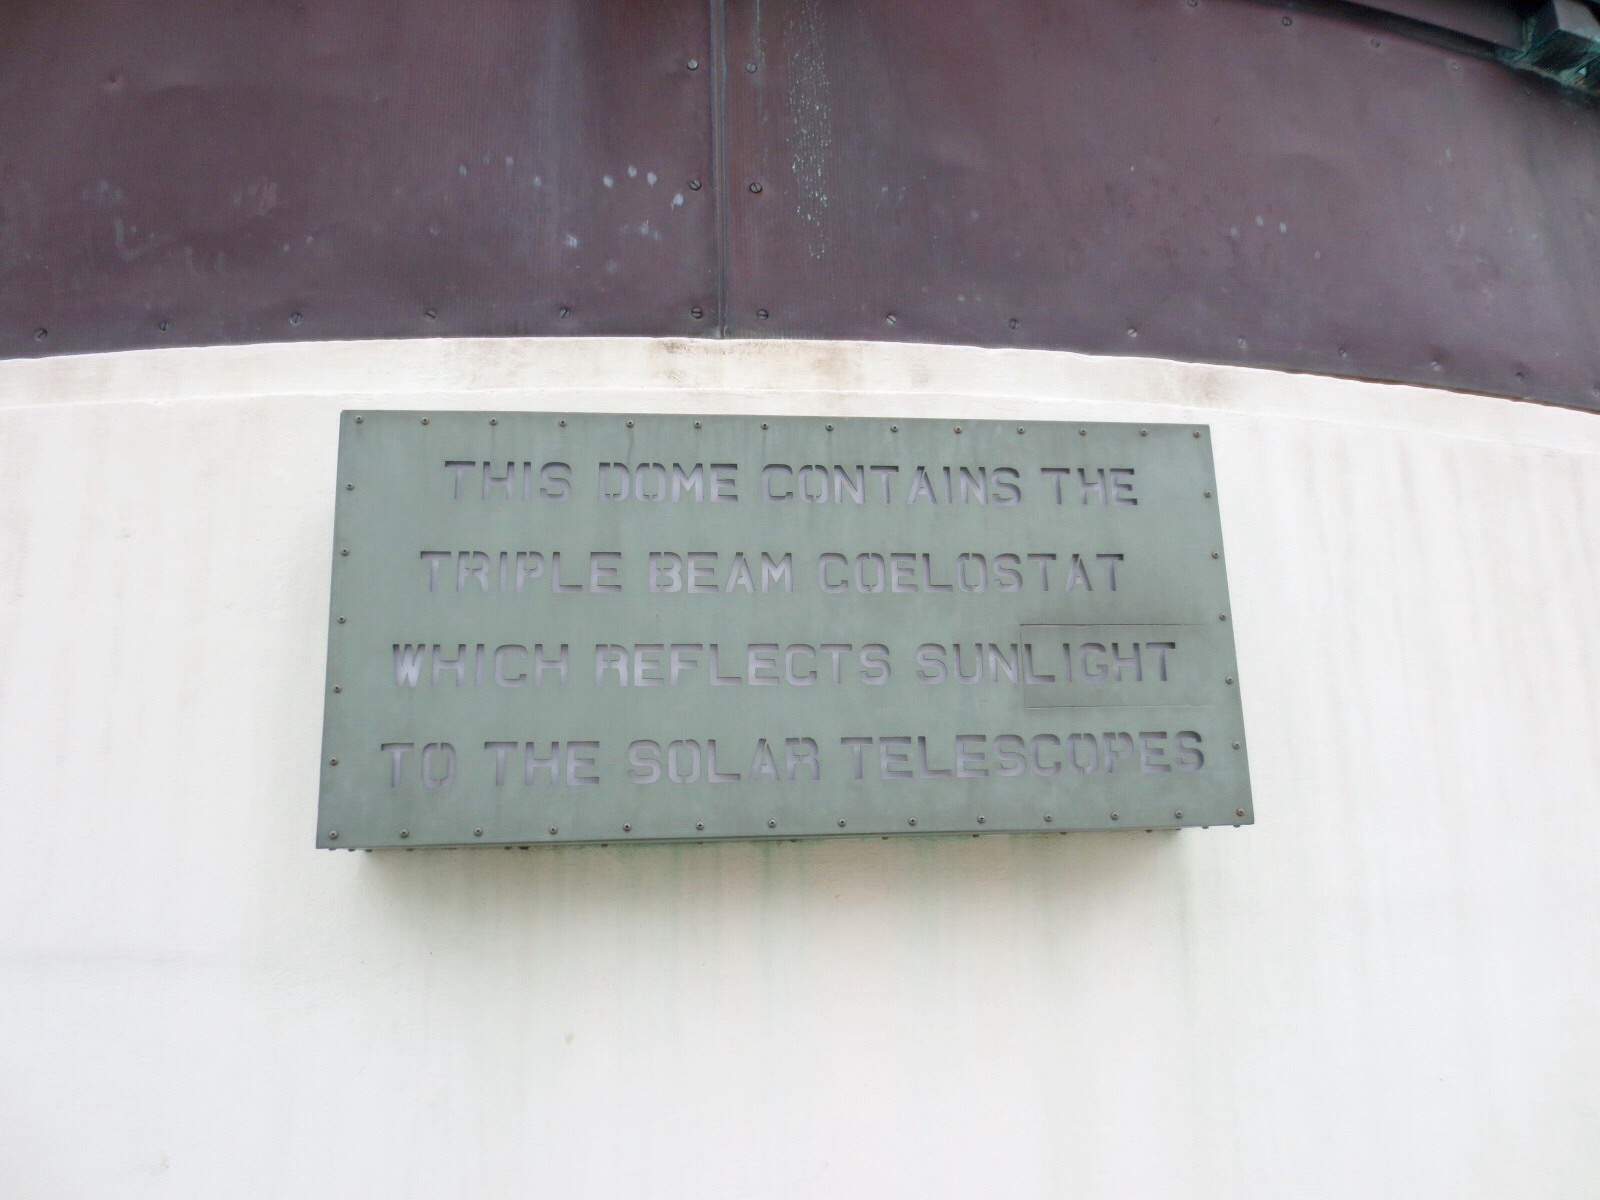 THIS DOME CONTAINS THE
TRIPLE BEAM COELOSTAT
WHICH REFLECTS SUNLIGHT
TO THE SOLAR TELESCOPES